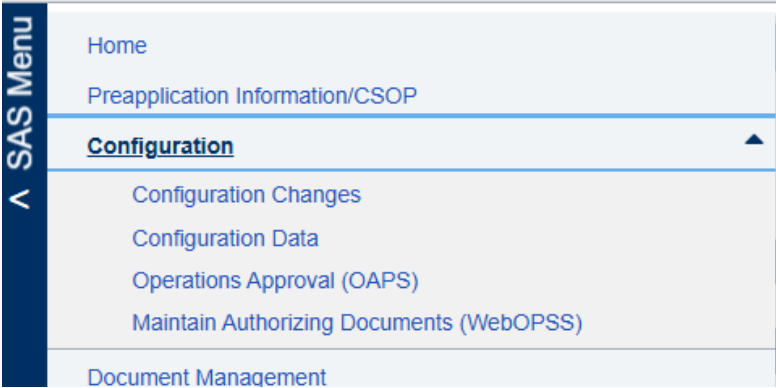 < SAS Menu
Home
Preapplication Information/CSOP
Configuration
Configuration Changes
Configuration Data
Operations Approval (OAPS)
Maintain Authorizing Documents (WebOPSS)
Document Management